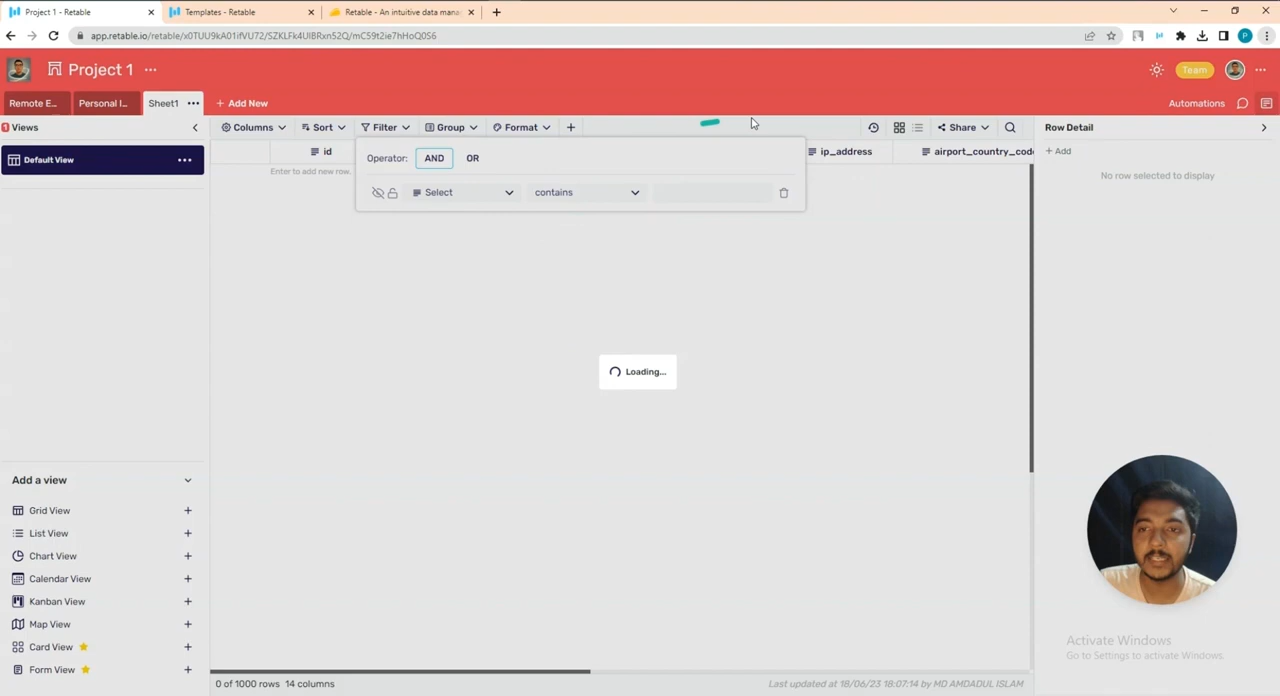 Project 1 - Retable
Templates - Retable
Retable - An intuitive data mana
app.retable.io/retable/x0TUU9kA01ifVU72/SZKLFk4UIBRxn52Q/mC59t2ie7hHoQ0S6
P
Project 1
Team
Remote E...
Personal I...
Sheet1
Add New
Automations
1 Views
Columns
Sort
Filter
Group
Format
Share
Row Detail
Default View
id
Operator:
AND
OR
ip_address
airport_country_code
Add
Enter to add new row.
No row selected to display
Select
contains
Loading...
Add a view
Grid View
List View
Chart View
Calendar View
Kanban View
Map View
Card View
Form View
Activate Windows
Go to Settings to activate Windows.
0 of 1000 rows 14 columns
Last updated at 18/06/23 18:07:14 by MD AMDADUL ISLAM